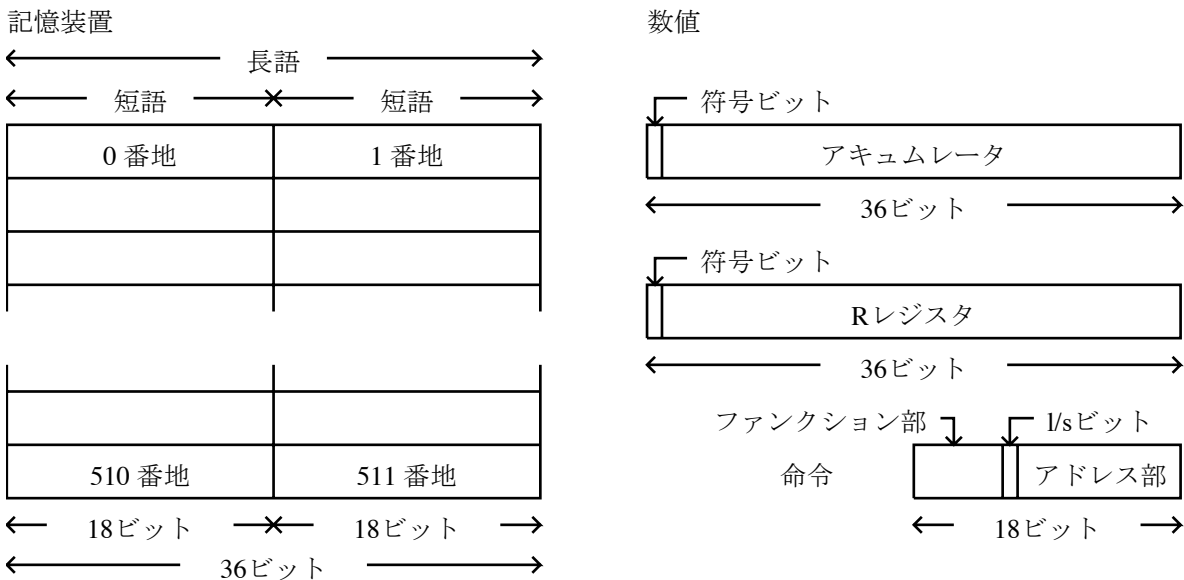 記憶装置
長語
短語 短語
0 番地 1 番地
510 番地 511 番地
18ビット 18ビット
36ビット
数値
符号ビット
アキュムレータ
36ビット
符号ビット
Rレジスタ
36ビット
ファンクション部 l/sビット
命令 アドレス部
18ビット